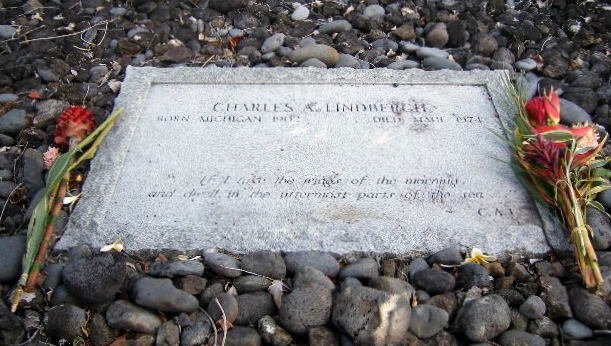 CHARLES A. LINDBERGH
BORN MICHIGAN 1902 DIED MAUI 1974
" If I take the wings of the morning,
and dwell in the uttermost parts of the sea
C.A.L.